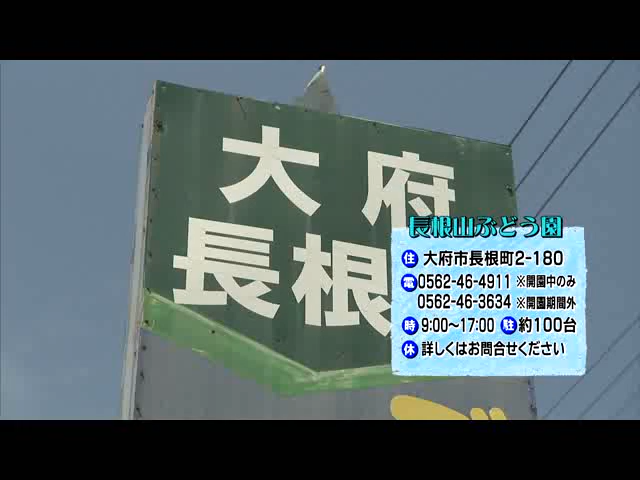 大府
長根
長根山ぶどう園
住 大府市長根町2-180
電 0562-46-4911 ※開園中のみ
0562-46-3634 ※開園期間外
時 9:00～17:00 駐 約100台
休 詳しくはお問合せください